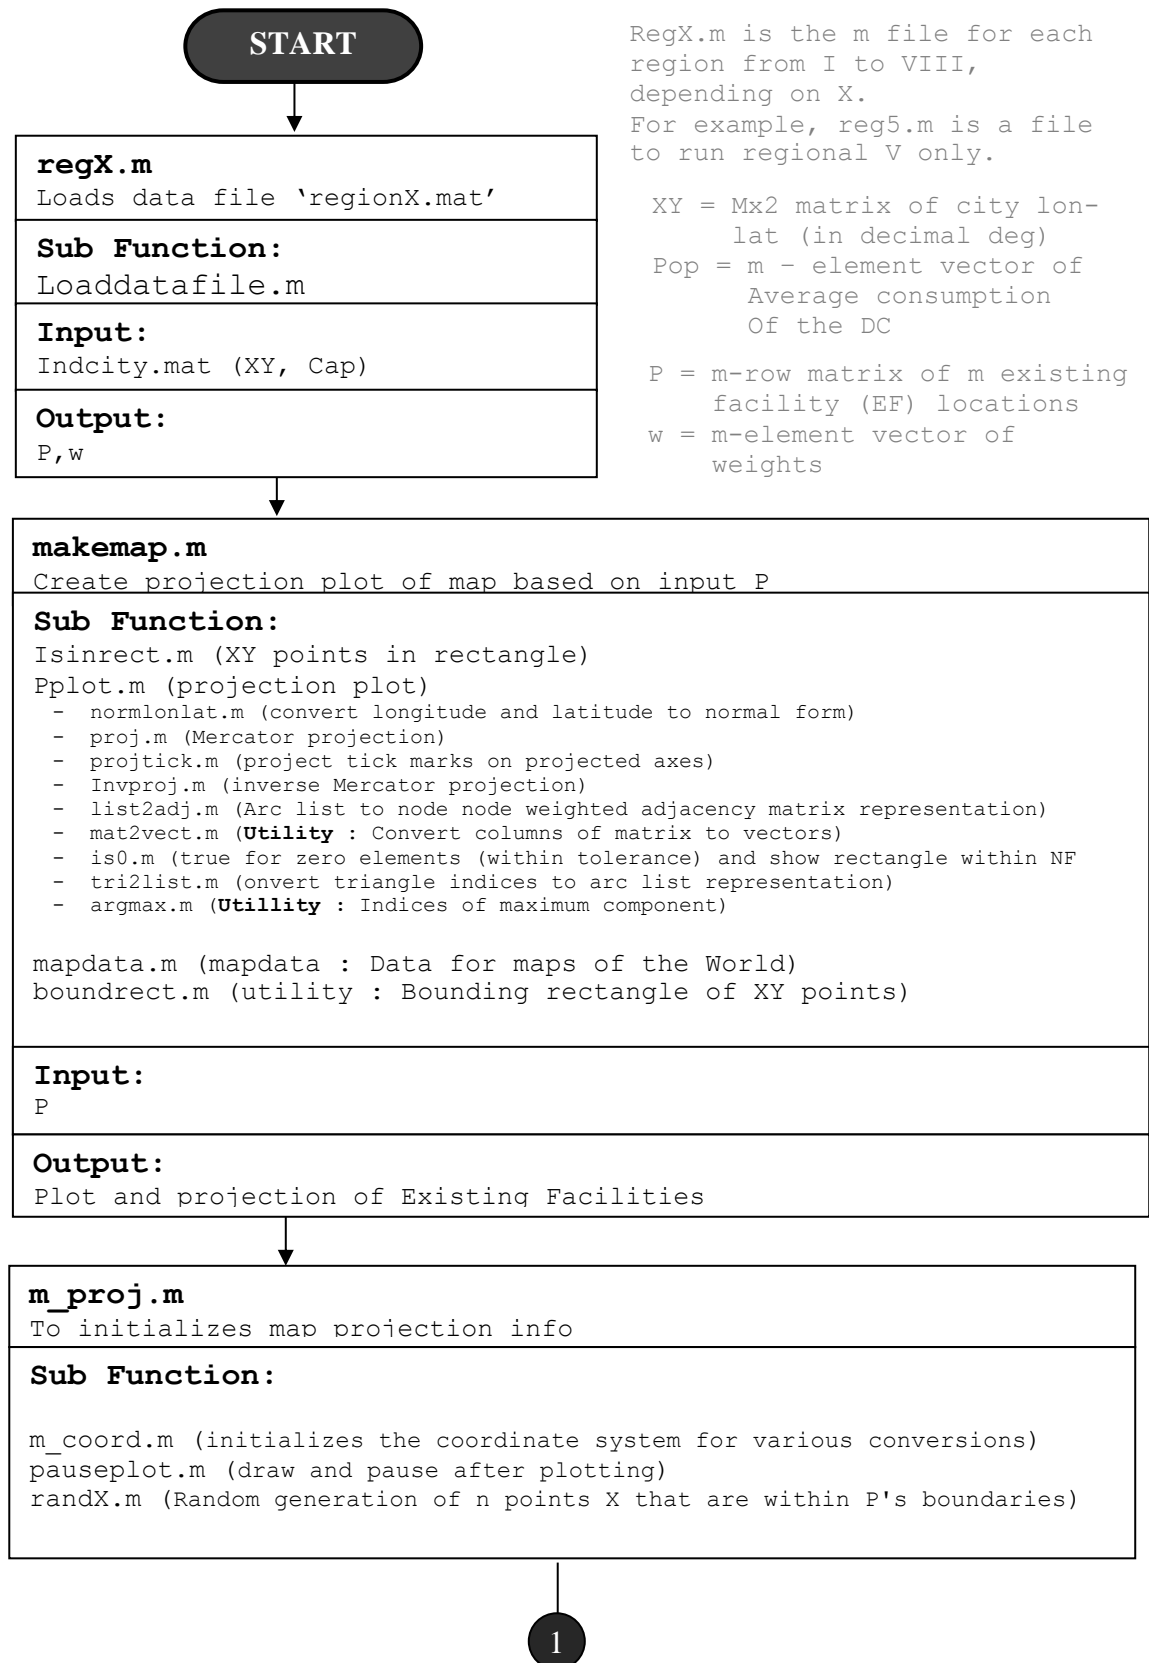 START
RegX.m is the m file for each
region from I to VIII,
depending on X.
For example, reg5.m is a file
to run regional V only.
XY = Mx2 matrix of city lon-
lat (in decimal deg)
Pop = m – element vector of
Average consumption
Of the DC
P = m-row matrix of m existing
facility (EF) locations
w = m-element vector of
weights
regX.m
Loads data file ‘regionX.mat’
Sub Function:
Loaddatafile.m
Input:
Indcity.mat (XY, Cap)
Output:
P,w
makemap.m
Create projection plot of map based on input P
Sub Function:
Isinrect.m (XY points in rectangle)
Pplot.m (projection plot)
- normlonlat.m (convert longitude and latitude to normal form)
- proj.m (Mercator projection)
- projtick.m (project tick marks on projected axes)
- Invproj.m (inverse Mercator projection)
- list2adj.m (Arc list to node node weighted adjacency matrix representation)
- mat2vect.m (Utility : Convert columns of matrix to vectors)
- is0.m (true for zero elements (within tolerance) and show rectangle within NF
- tri2list.m (onvert triangle indices to arc list representation)
- argmax.m (Utillity : Indices of maximum component)
mapdata.m (mapdata : Data for maps of the World)
boundrect.m (utility : Bounding rectangle of XY points)
Input:
P
Output:
Plot and projection of Existing Facilities
m_proj.m
To initializes map projection info
Sub Function:
m_coord.m (initializes the coordinate system for various conversions)
pauseplot.m (draw and pause after plotting)
randX.m (Random generation of n points X that are within P's boundaries)
1